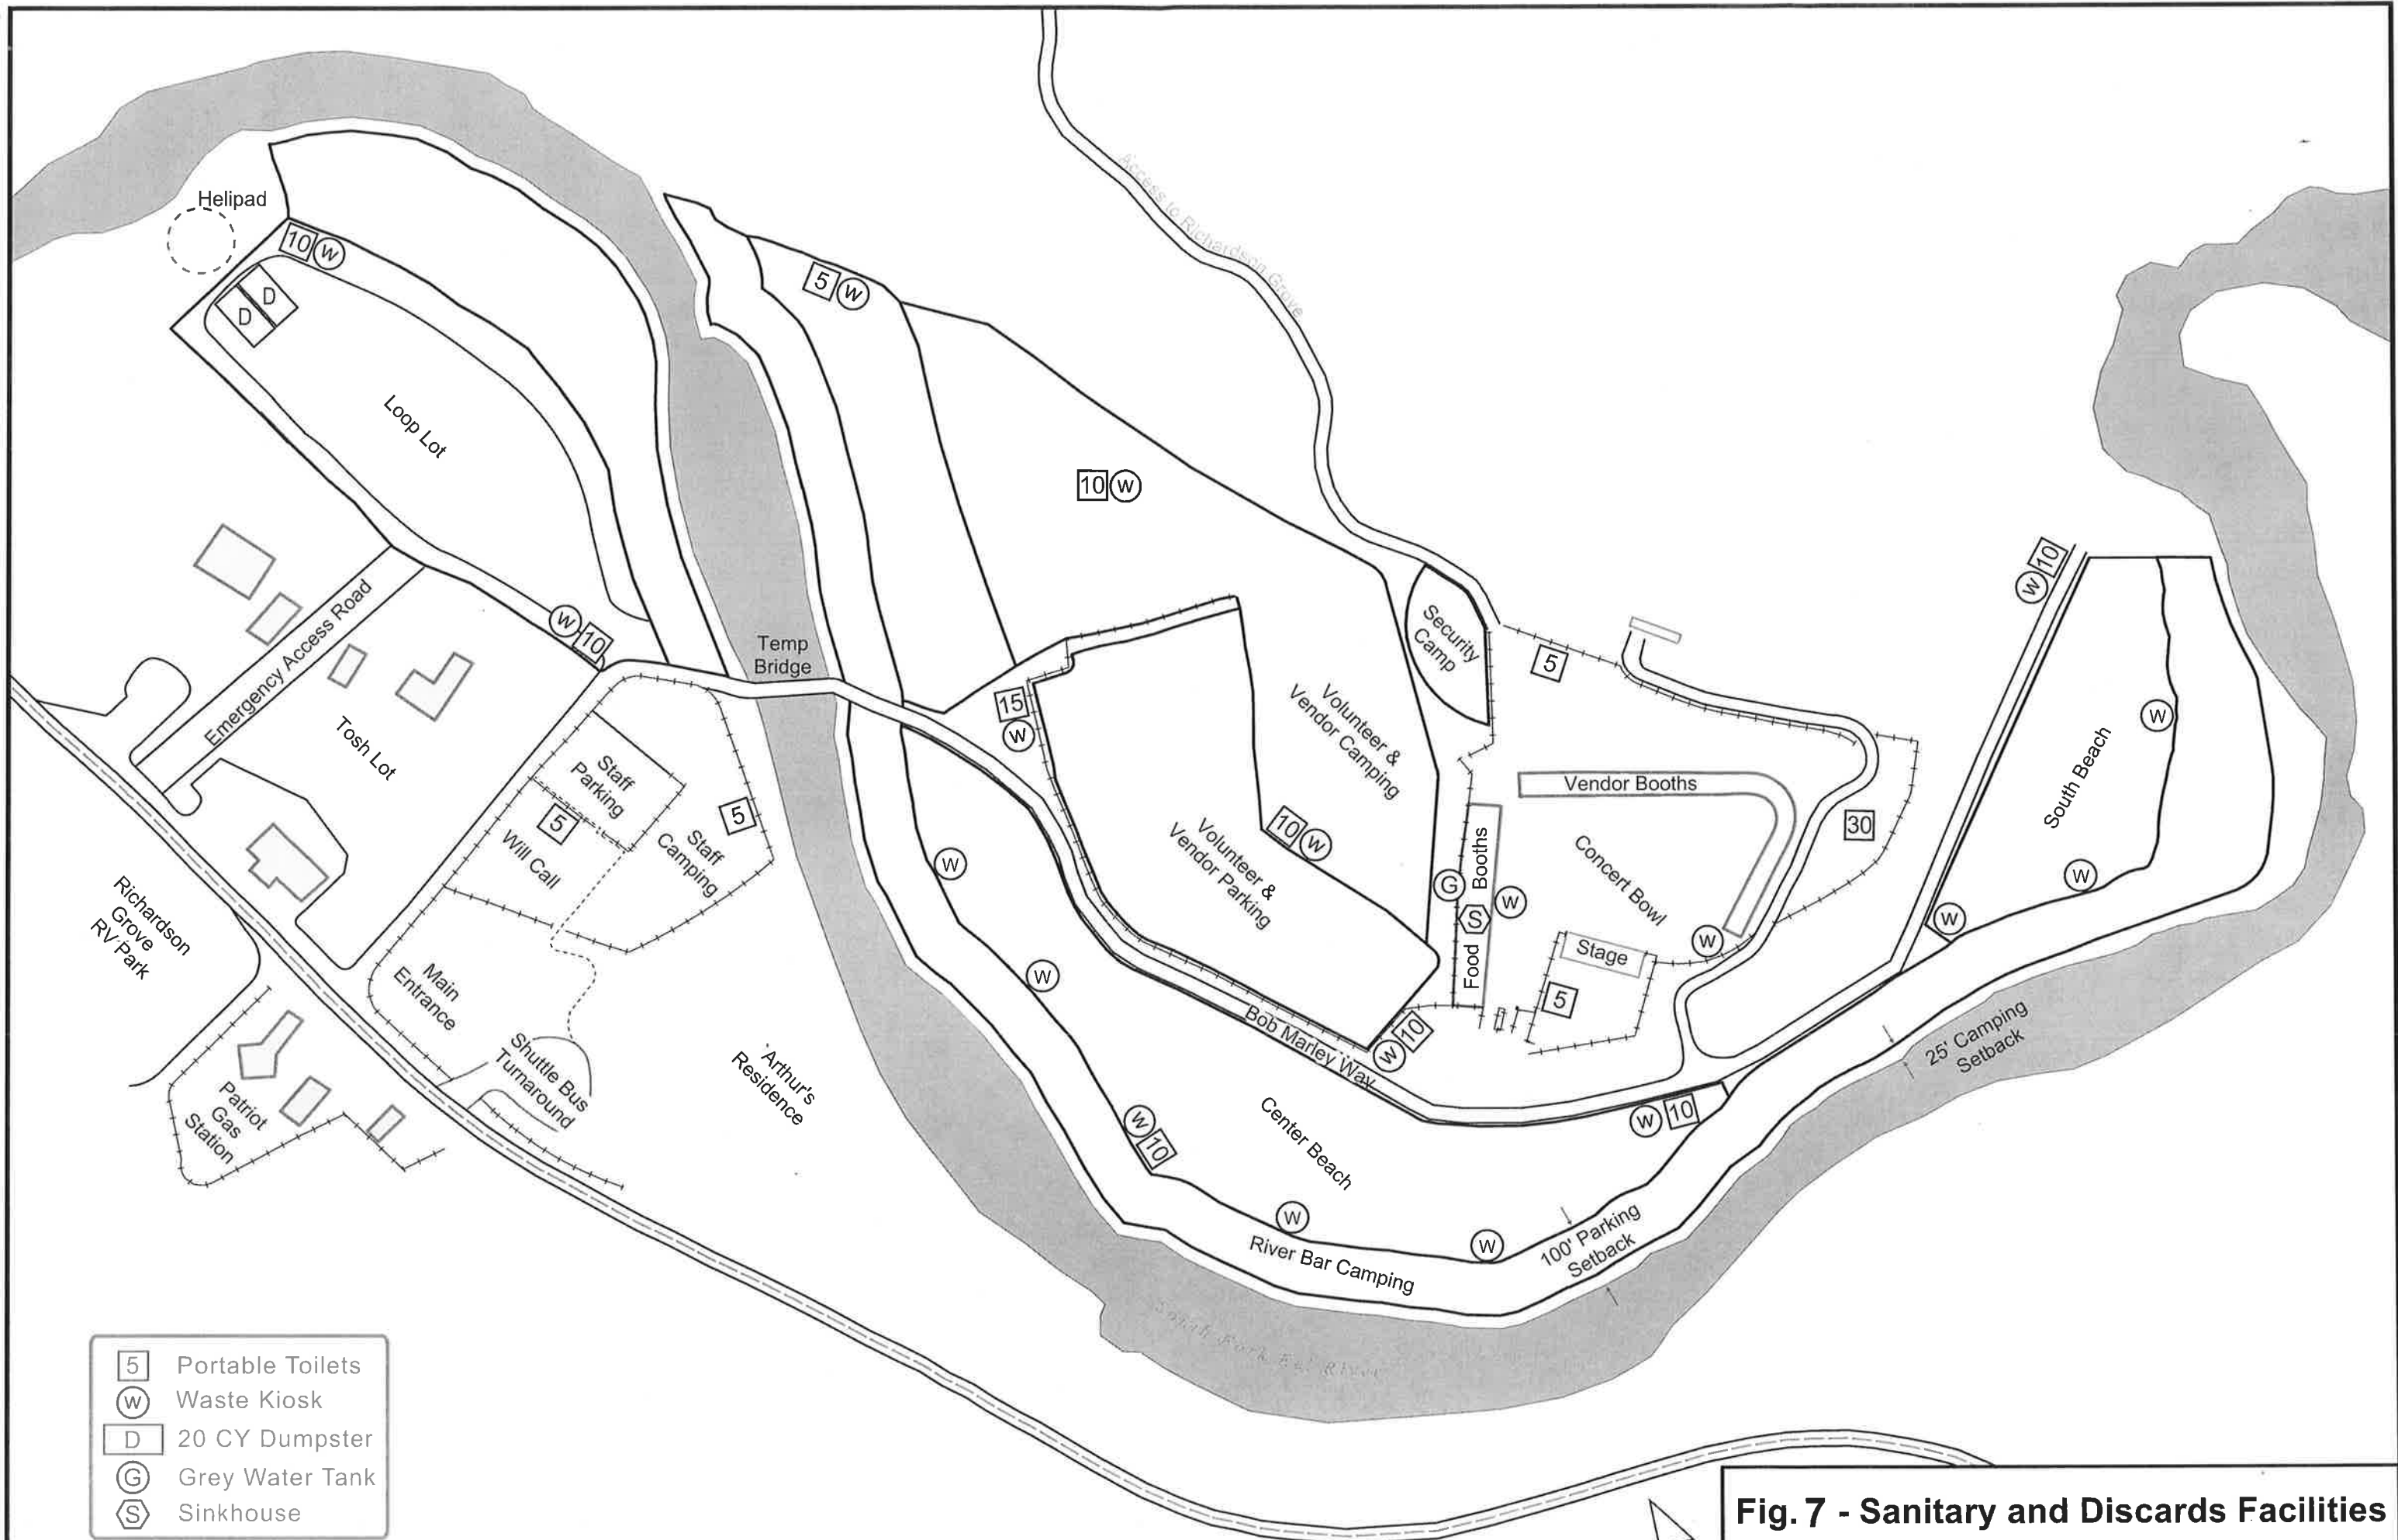 Access to Richardson Grove
Helipad
10
W
D
D
5
W
Loop Lot
10
W
W
10
Emergency Access Road
Temp
Bridge
Security
Camp
5
W
10
15
W
Tosh Lot
Staff
Parking
5
Will Call
5
Staff
Camping
Volunteer &
Vendor Camping
Volunteer &
Vendor Parking
10
W
W
Vendor Booths
Food Booths
G
S
W
Concert Bowl
W
Stage
5
30
South Beach
W
W
W
Richardson
Grove
RV Park
Main
Entrance
W
Bob Marley Way
W
10
Shuttle Bus
Turnaround
Arthur's
Residence
Patriot
Gas
Station
W
10
Center Beach
W
10
25' Camping
Setback
W
W
100' Parking
Setback
River Bar Camping
South Fork Eel River
5 Portable Toilets
W Waste Kiosk
D 20 CY Dumpster
G Grey Water Tank
S Sinkhouse
Fig. 7 - Sanitary and Discards Facilities